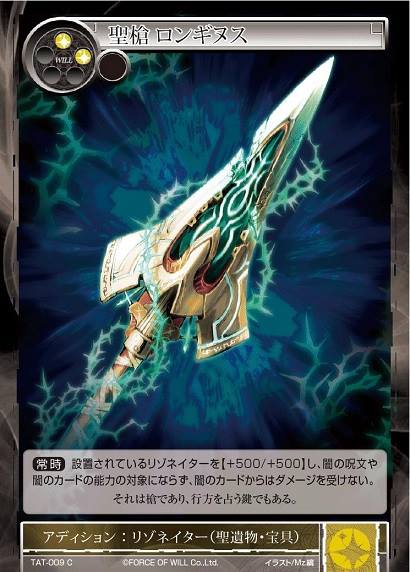 聖槍 ロンギヌス
WILL
常時 設置されているリゾネイターを【+500/+500】し、闇の呪文や
闇のカードの能力の対象にならず、闇のカードからはダメージを受けない。
それは槍であり、行方を占う鍵でもある。
アディション：リゾネイター(聖遺物・宝具)
TAT-009 C ©FORCE OF WILL Co.,Ltd. イラスト/Mz縞